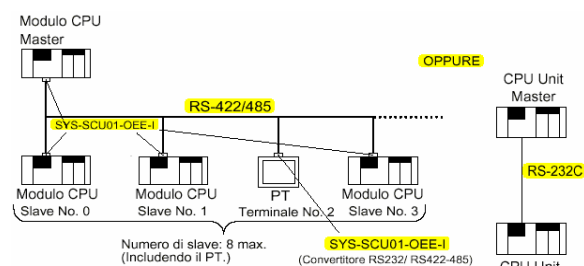 Modulo CPU
Master
OPPURE
CPU Unit
Master
RS-422/485
SYS-SCU01-OEE-I
RS-232C
Modulo CPU
Slave No. 0
Modulo CPU
Slave No. 1
PT
Terminale No. 2
Modulo CPU
Slave No. 3
Numero di slave: 8 max.
(Includendo il PT.)
SYS-SCU01-OEE-I
(Convertitore RS232/ RS422-485)
CPU Unit